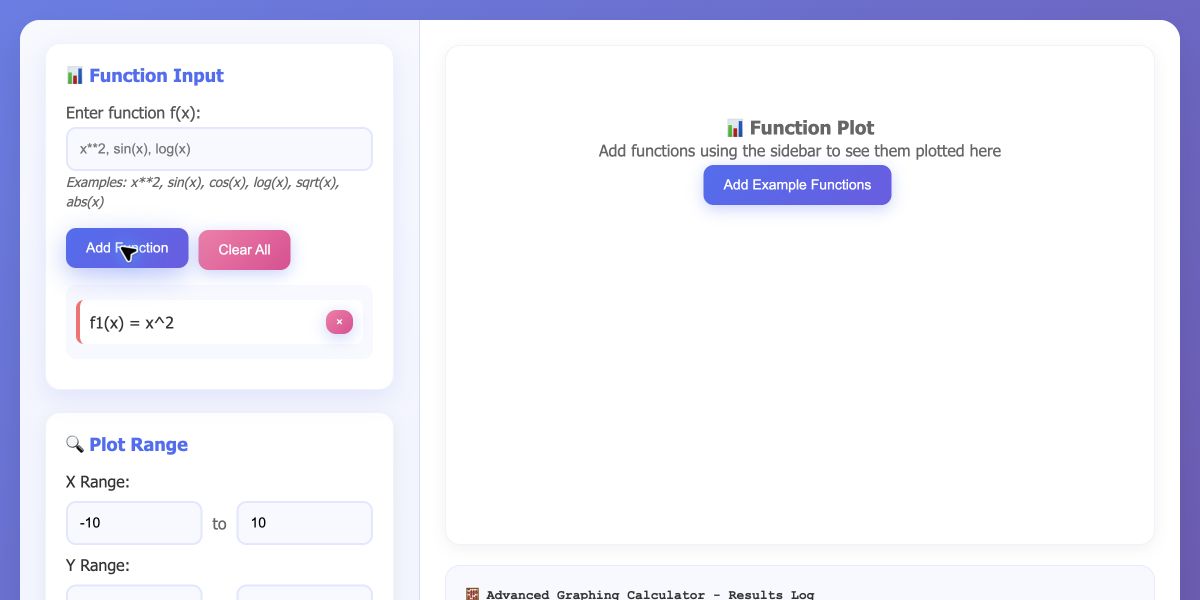 Function Input
Enter function f(x):
x**2, sin(x), log(x)
Examples: x**2, sin(x), cos(x), log(x), sqrt(x),
abs(x)
Add Function
Clear All
f1(x) = x^2
×
Plot Range
X Range:
-10
to
10
Y Range:
Function Plot
Add functions using the sidebar to see them plotted here
Add Example Functions
Advanced Graphing Calculator - Results Log